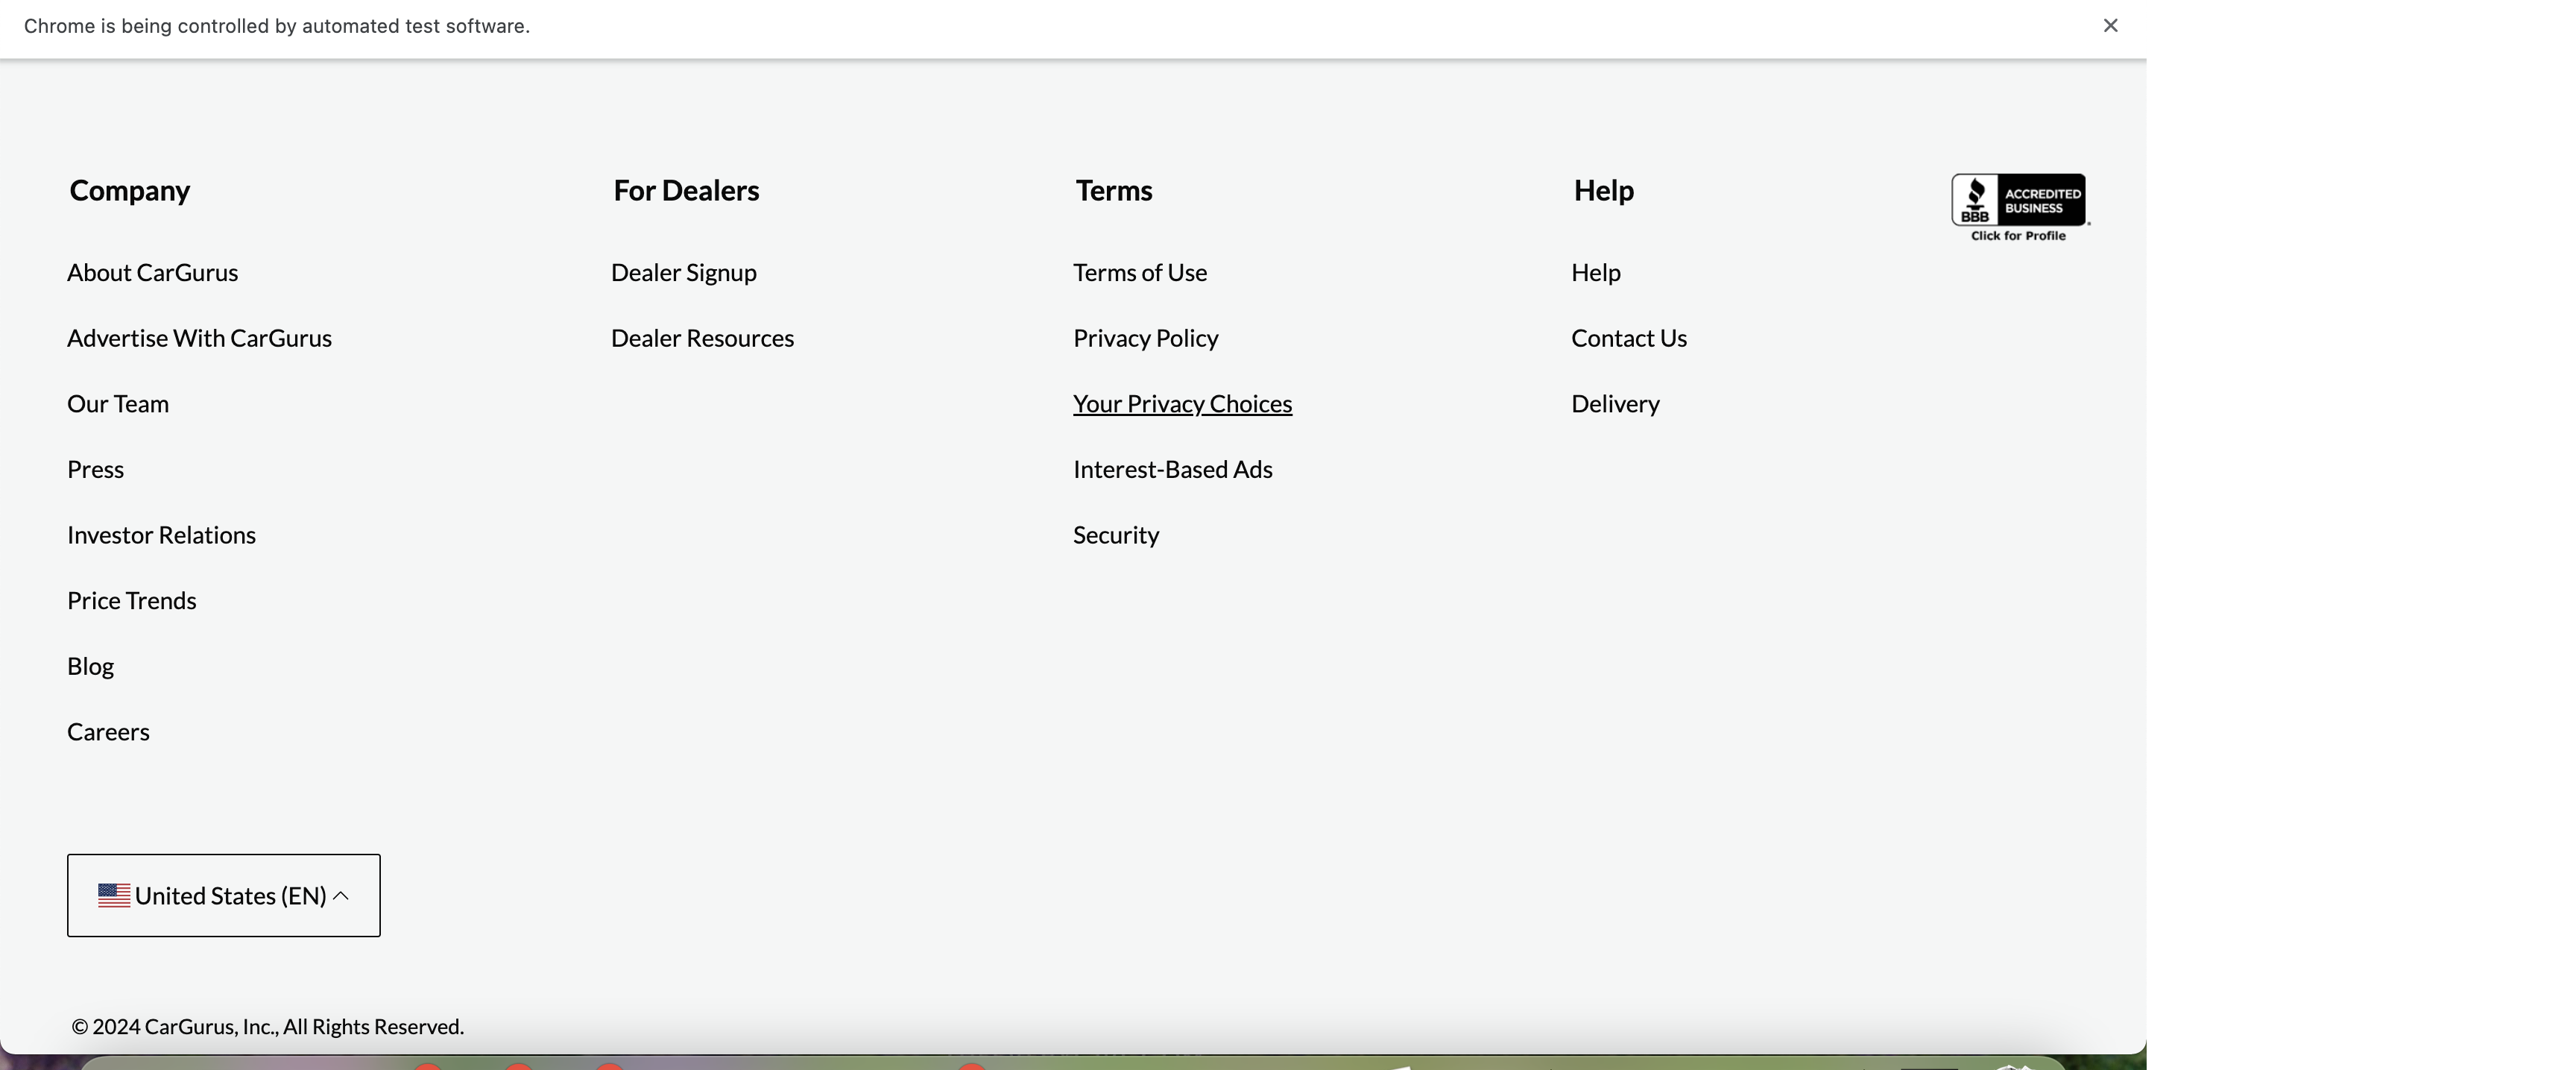 Chrome is being controlled by automated test software.
Company
About CarGurus
Advertise With CarGurus
Our Team
Press
Investor Relations
Price Trends
Blog
Careers
For Dealers
Dealer Signup
Dealer Resources
Terms
Terms of Use
Privacy Policy
Your Privacy Choices
Interest-Based Ads
Security
Help
Help
Contact Us
Delivery
BBB
ACCREDITED
BUSINESS
Click for Profile
United States (EN)
© 2024 CarGurus, Inc., All Rights Reserved.